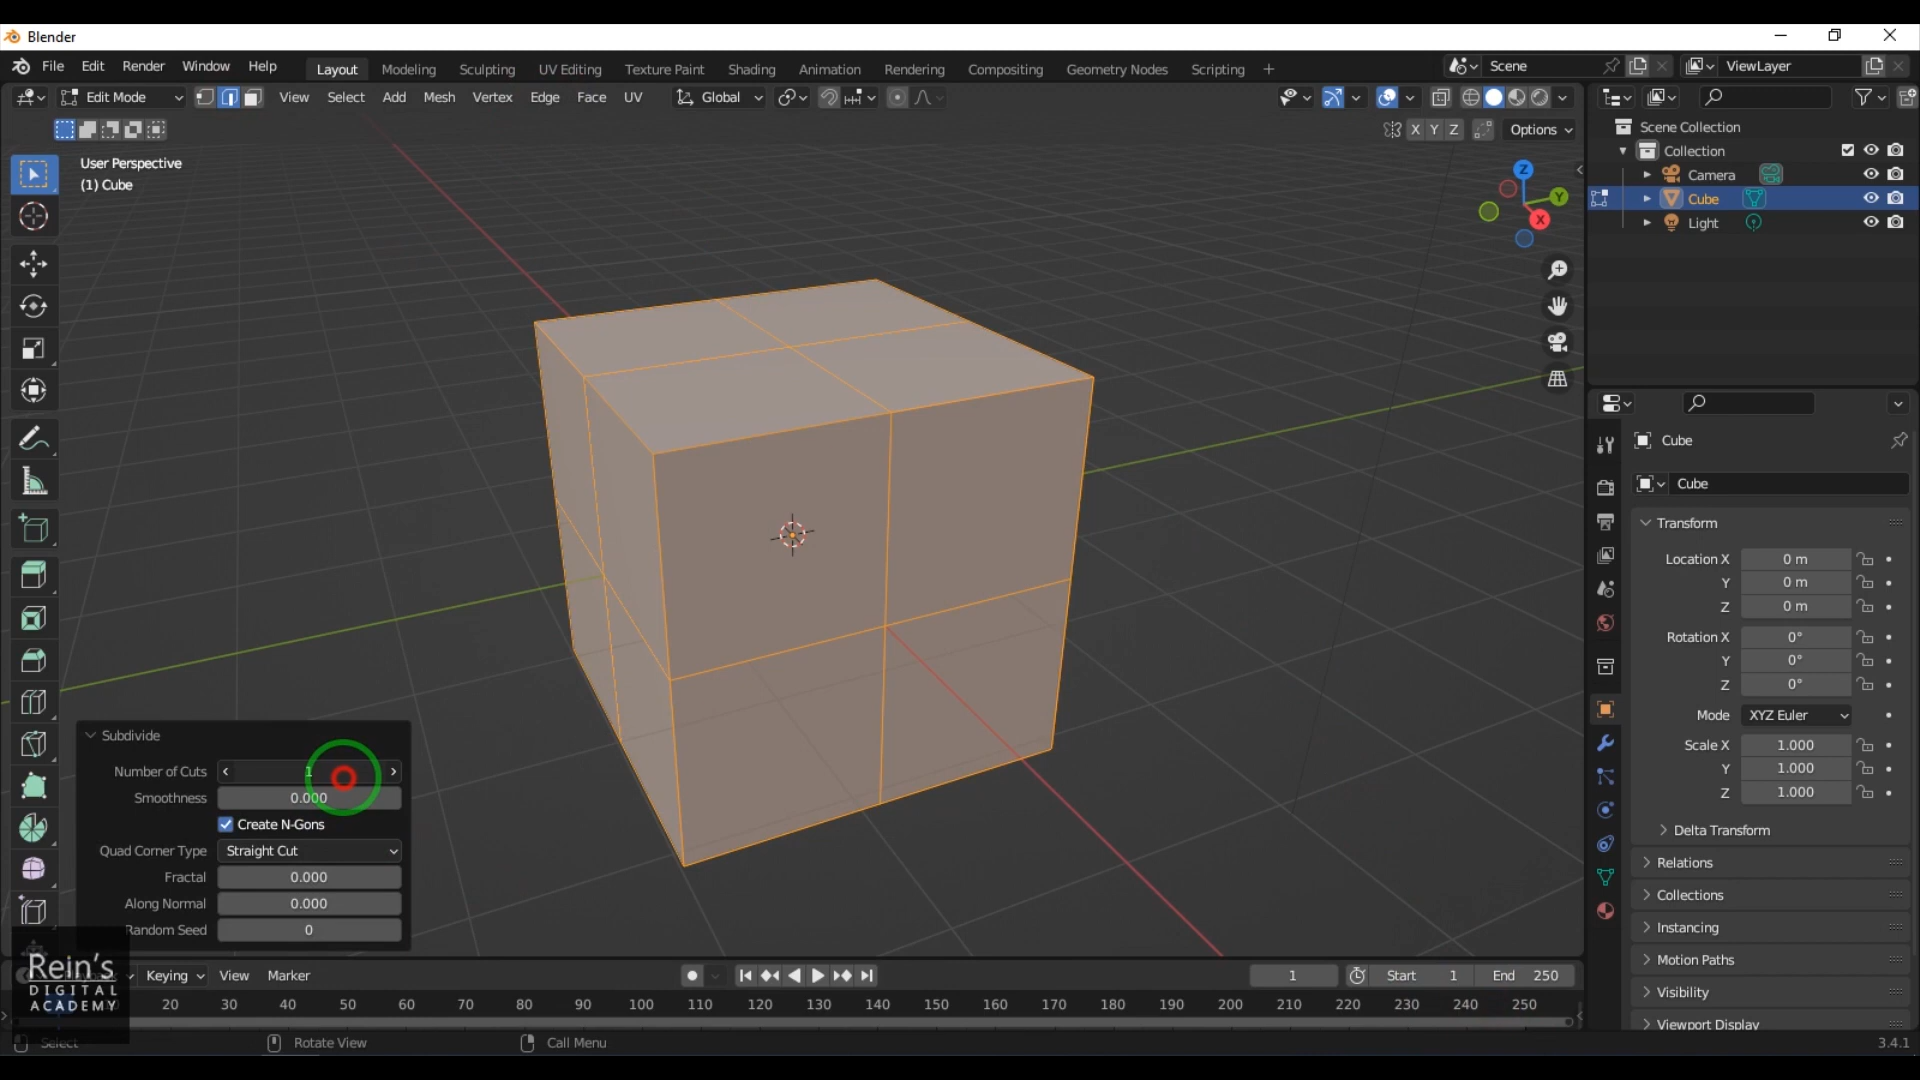 Blender
File Edit Render Window Help Layout Modeling Sculpting UV Editing Texture Paint Shading Animation Rendering Compositing Geometry Nodes Scripting + Scene ViewLayer
Edit Mode View Select Add Mesh Vertex Edge Face UV Global
X Y Z Options
User Perspective
(1) Cube
Z
Y
X
Scene Collection
Collection
Camera
Cube
Light
Cube
Cube
Transform
Location X 0 m
Y 0 m
Z 0 m
Rotation X 0°
Y 0°
Z 0°
Mode XYZ Euler
Scale X 1.000
Y 1.000
Z 1.000
Delta Transform
Relations
Collections
Instancing
Motion Paths
Visibility
Viewport Display
Subdivide
Number of Cuts 1
Smoothness 0.000
Create N-Gons
Quad Corner Type Straight Cut
Fractal 0.000
Along Normal 0.000
Random Seed 0
Rein's
DIGITAL
ACADEMY
Keying View Marker 1 Start 1 End 250
20 30 40 50 60 70 80 90 100 110 120 130 140 150 160 170 180 190 200 210 220 230 240 250
Select Rotate View Call Menu 3.4.1